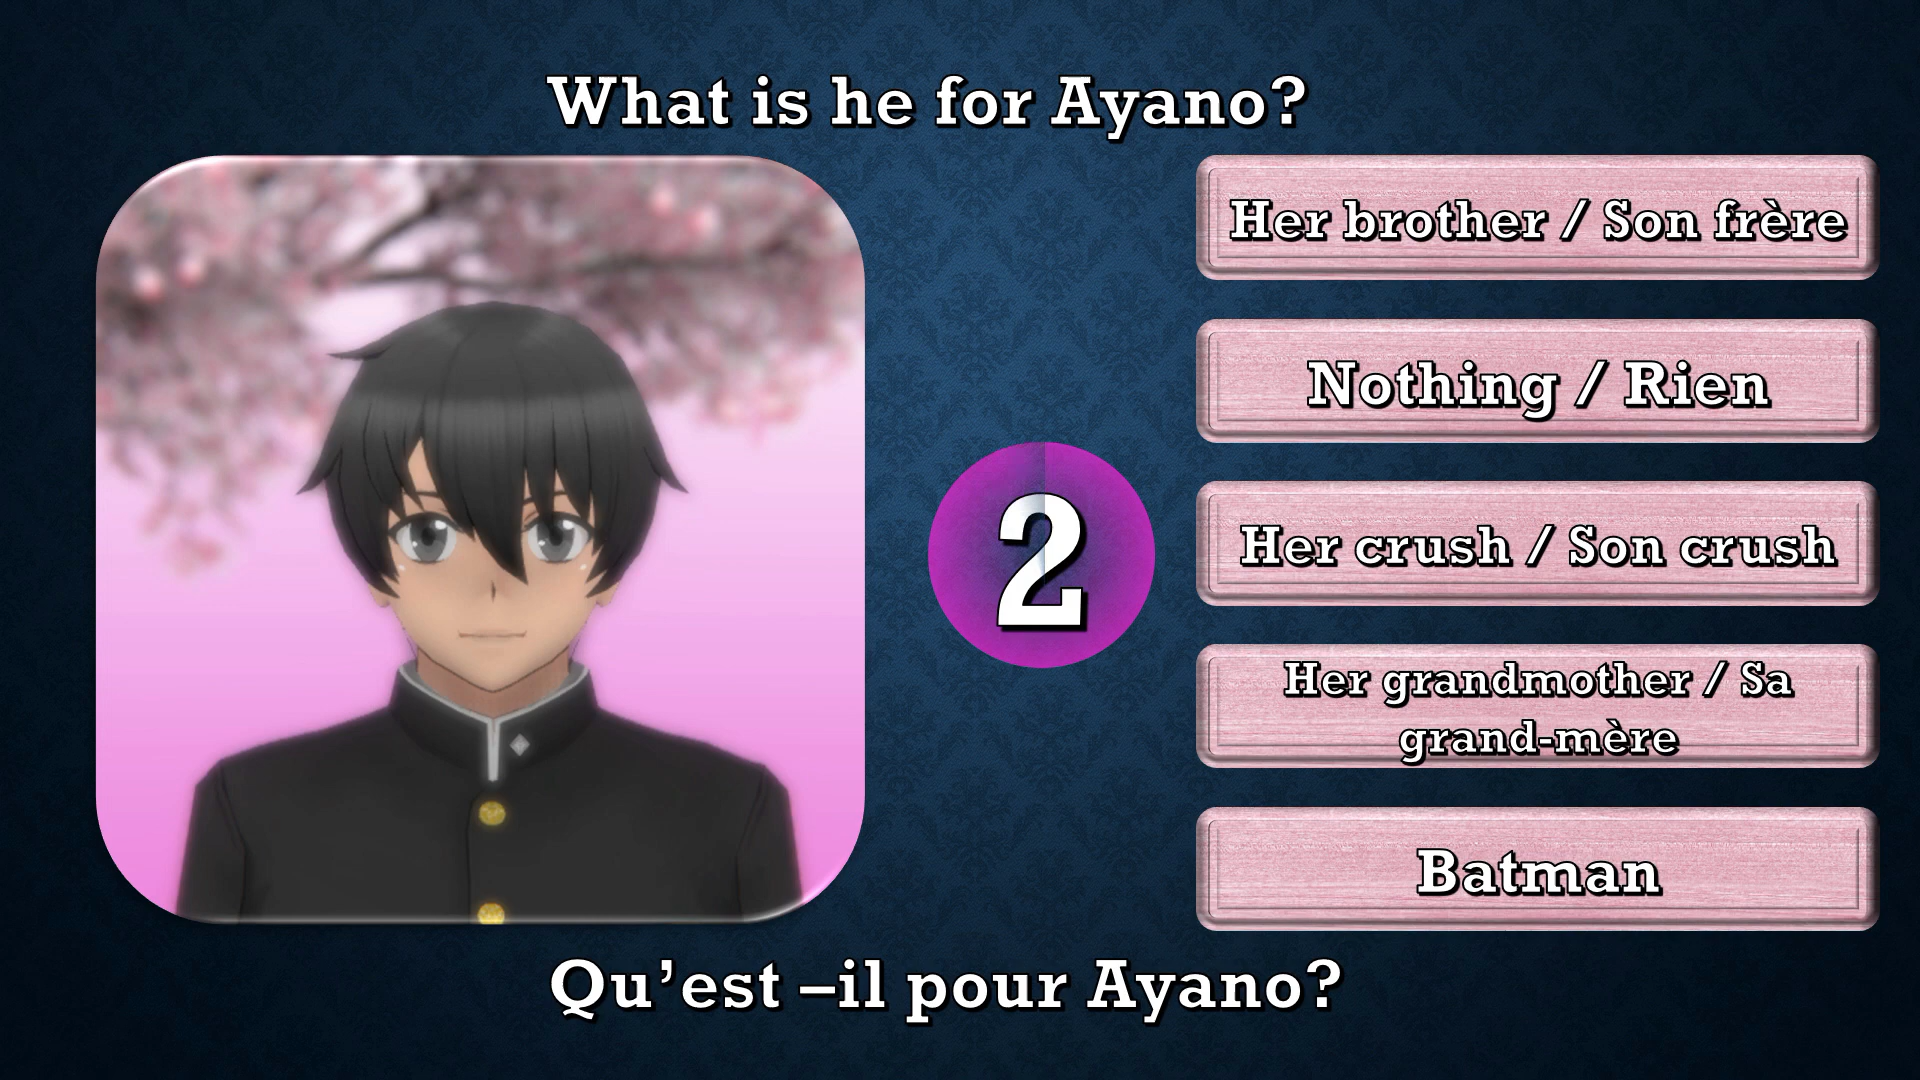 What is he for Ayano?
Her brother / Son frère
Nothing / Rien
2
Her crush / Son crush
Her grandmother / Sa
grand-mère
Batman
Qu’est –il pour Ayano?